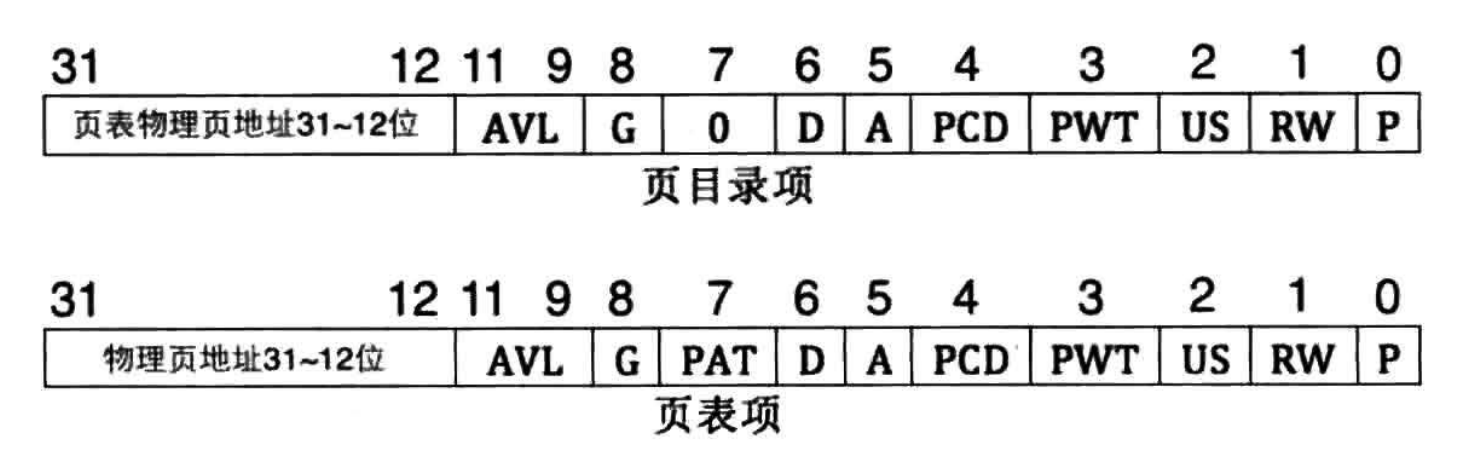 31 12 11 9 8 7 6 5 4 3 2 1 0
页表物理页地址31~12位 AVL G 0 D A PCD PWT US RW P
页目录项
31 12 11 9 8 7 6 5 4 3 2 1 0
物理页地址31~12位 AVL G PAT D A PCD PWT US RW P
页表项